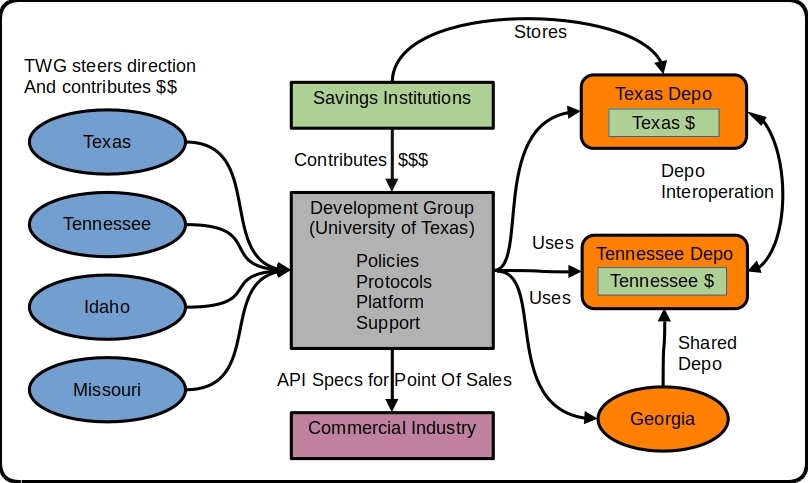 TWG steers direction
And contributes $$
Texas
Tennessee
Idaho
Missouri
Stores
Savings Institutions
Contributes $$$
Development Group
(University of Texas)
Policies
Protocols
Platform
Support
API Specs for Point Of Sales
Commercial Industry
Texas Depo
Texas $
Depo
Interoperation
Uses
Tennessee Depo
Tennessee $
Uses
Shared
Depo
Georgia